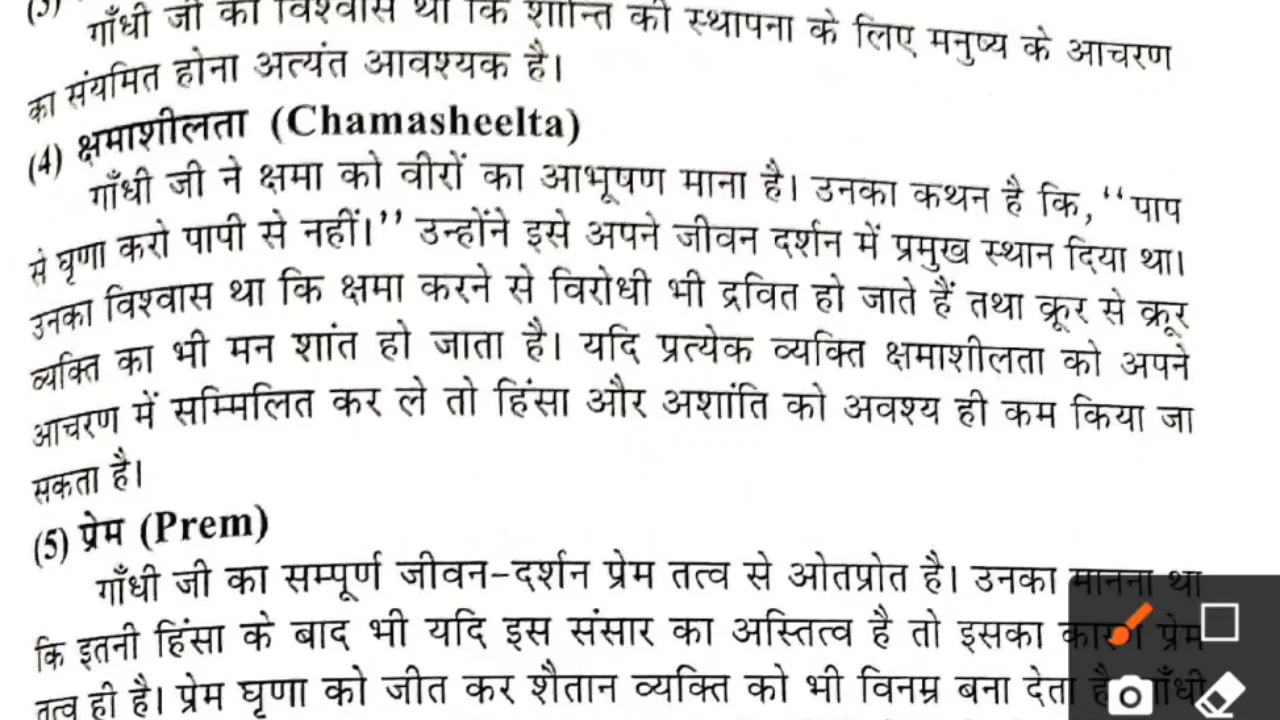 गाँधी जी का विश्वास था कि शान्ति की स्थापना के लिए मनुष्य के आचरण
का संयमित होना अत्यंत आवश्यक है।
(4) क्षमाशीलता (Chamasheelta)
गाँधी जी ने क्षमा को वीरों का आभूषण माना है। उनका कथन है कि, “पाप
से घृणा करो पापी से नहीं।” उन्होंने इसे अपने जीवन दर्शन में प्रमुख स्थान दिया था।
उनका विश्वास था कि क्षमा करने से विरोधी भी द्रवित हो जाते हैं तथा क्रूर से क्रूर
व्यक्ति का भी मन शांत हो जाता है। यदि प्रत्येक व्यक्ति क्षमाशीलता को अपने
आचरण में सम्मिलित कर ले तो हिंसा और अशांति को अवश्य ही कम किया जा
सकता है।
(5) प्रेम (Prem)
गाँधी जी का सम्पूर्ण जीवन-दर्शन प्रेम तत्व से ओतप्रोत है। उनका मानना था
कि इतनी हिंसा के बाद भी यदि इस संसार का अस्तित्व है तो इसका कारण प्रेम
तत्व ही है। प्रेम घृणा को जीत कर शैतान व्यक्ति को भी विनम्र बना देता है। गाँधी